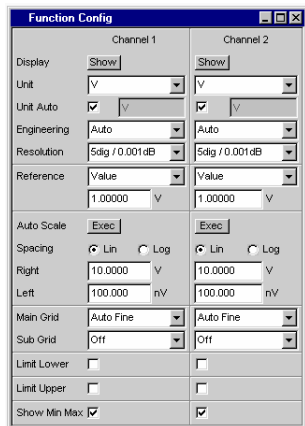 Function Config
Channel 1 Channel 2
Display Show Show
Unit V V
Unit Auto V V
Engineering Auto Auto
Resolution 5dig / 0.001dB 5dig / 0.001dB
Reference Value Value
1.00000 V 1.00000 V
Auto Scale Exec Exec
Spacing Lin Log Lin Log
Right 10.0000 V 10.0000 V
Left 100.000 nV 100.000 nV
Main Grid Auto Fine Auto Fine
Sub Grid Off Off
Limit Lower
Limit Upper
Show Min Max